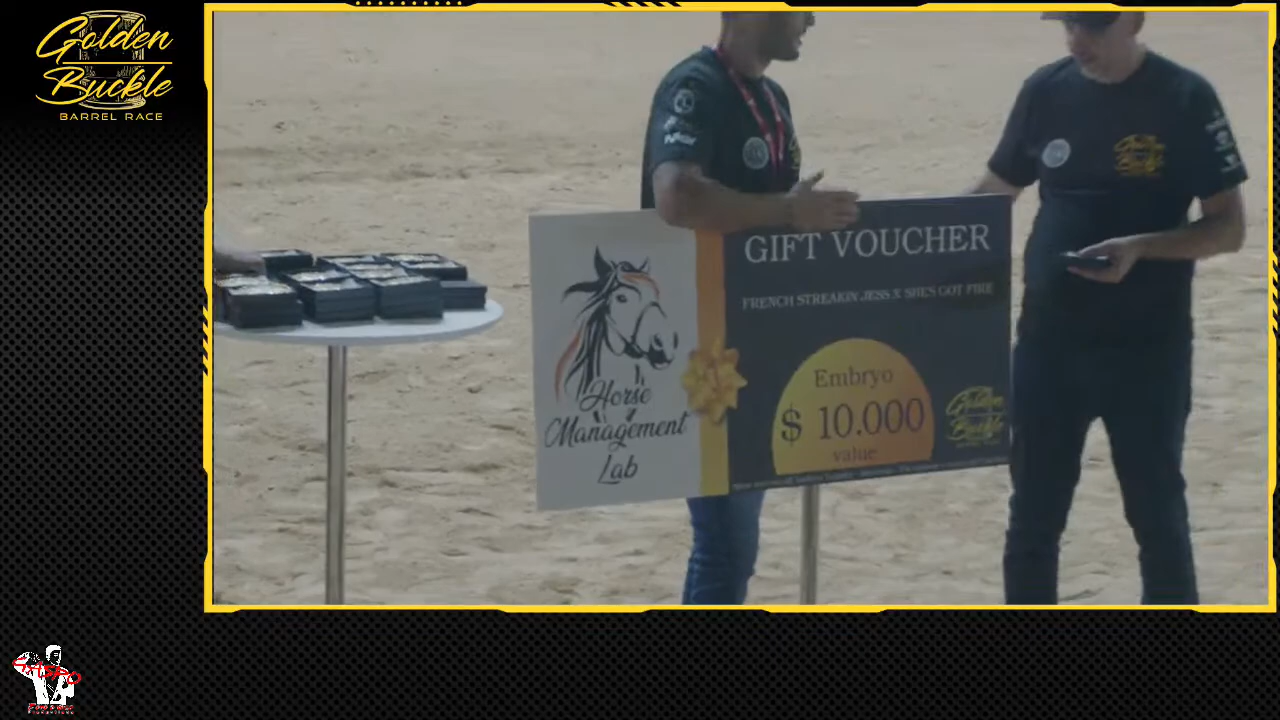 Golden
Buckle
BARREL RACE
GIFT VOUCHER
FRENCH STREAKIN JESS X SHE'S GOT FIRE
Horse
Management
Lab
Embryo
$ 10.000
value
Golden
Buckle
GASPO